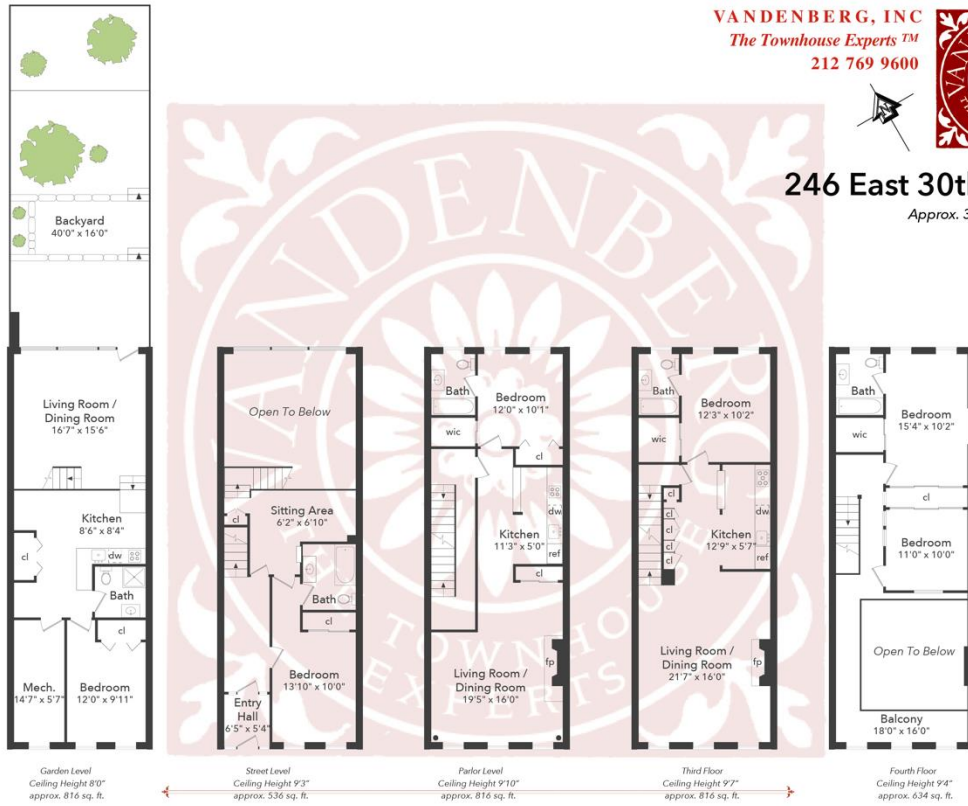 VANDENBERG, INC
The Townhouse Experts ™
212 769 9600
VAN
246 East 30th
Approx. 3
VANDENBERG
TOWNHOUSE
EXPERTS
Backyard
40'0" x 16'0"
Living Room /
Dining Room
16'7" x 15'6"
Kitchen
8'6" x 8'4"
cl
dw
Bath
cl
Mech.
14'7" x 5'7"
Bedroom
12'0" x 9'11"
Garden Level
Ceiling Height 8'0"
approx. 816 sq. ft.
Open To Below
Sitting Area
6'2" x 6'10"
cl
Bath
cl
Bedroom
13'10" x 10'0"
Entry
Hall
6'5" x 5'4"
Street Level
Ceiling Height 9'3"
approx. 536 sq. ft.
Bath
Bedroom
12'0" x 10'1"
wic
cl
dw
Kitchen
11'3" x 5'0"
ref
cl
Living Room /
Dining Room
19'5" x 16'0"
fp
Parlor Level
Ceiling Height 9'10"
approx. 816 sq. ft.
Bath
Bedroom
12'3" x 10'2"
wic
cl
cl
cl
cl
cl
dw
Kitchen
12'9" x 5'7"
ref
Living Room /
Dining Room
21'7" x 16'0"
fp
Third Floor
Ceiling Height 9'7"
approx. 816 sq. ft.
Bath
Bedroom
15'4" x 10'2"
wic
cl
Bedroom
11'0" x 10'0"
Open To Below
Balcony
18'0" x 16'0"
Fourth Floor
Ceiling Height 9'4"
approx. 634 sq. ft.